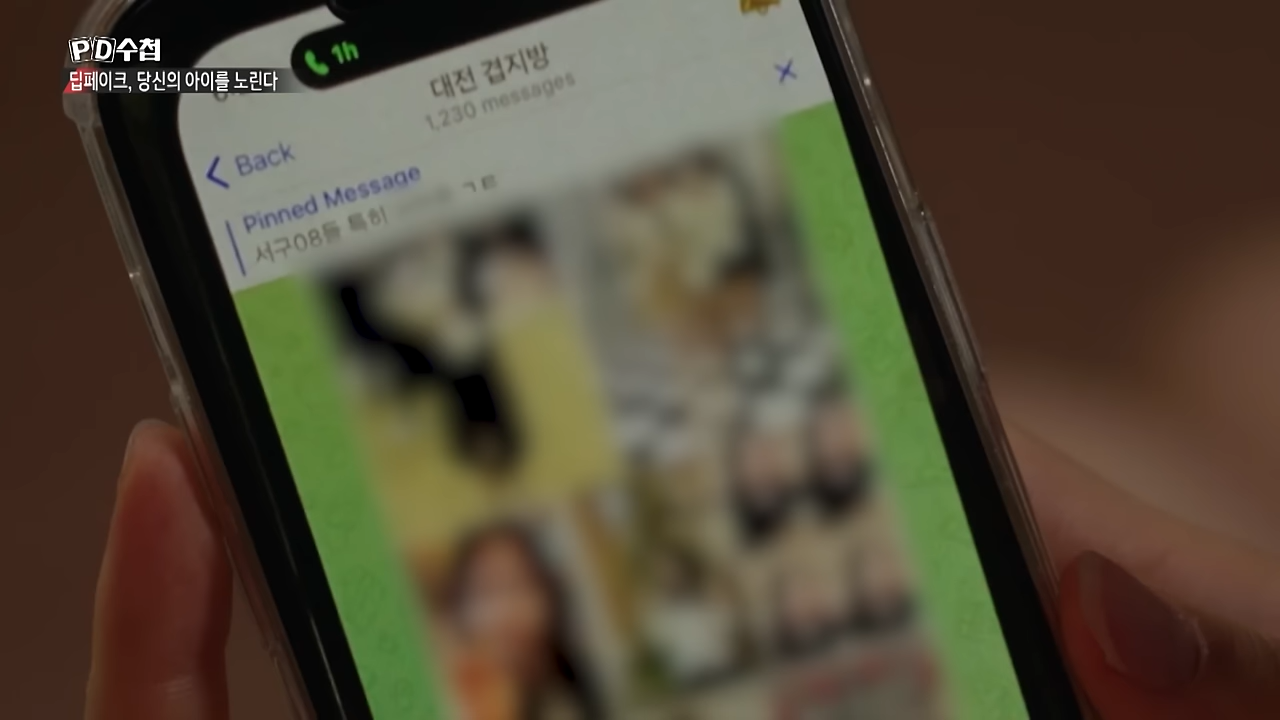 PD수첩
딥페이크, 당신의 아이를 노린다
1h
대전 겹지방
1,230 messages
Back
Pinned Message
서구08들 특히